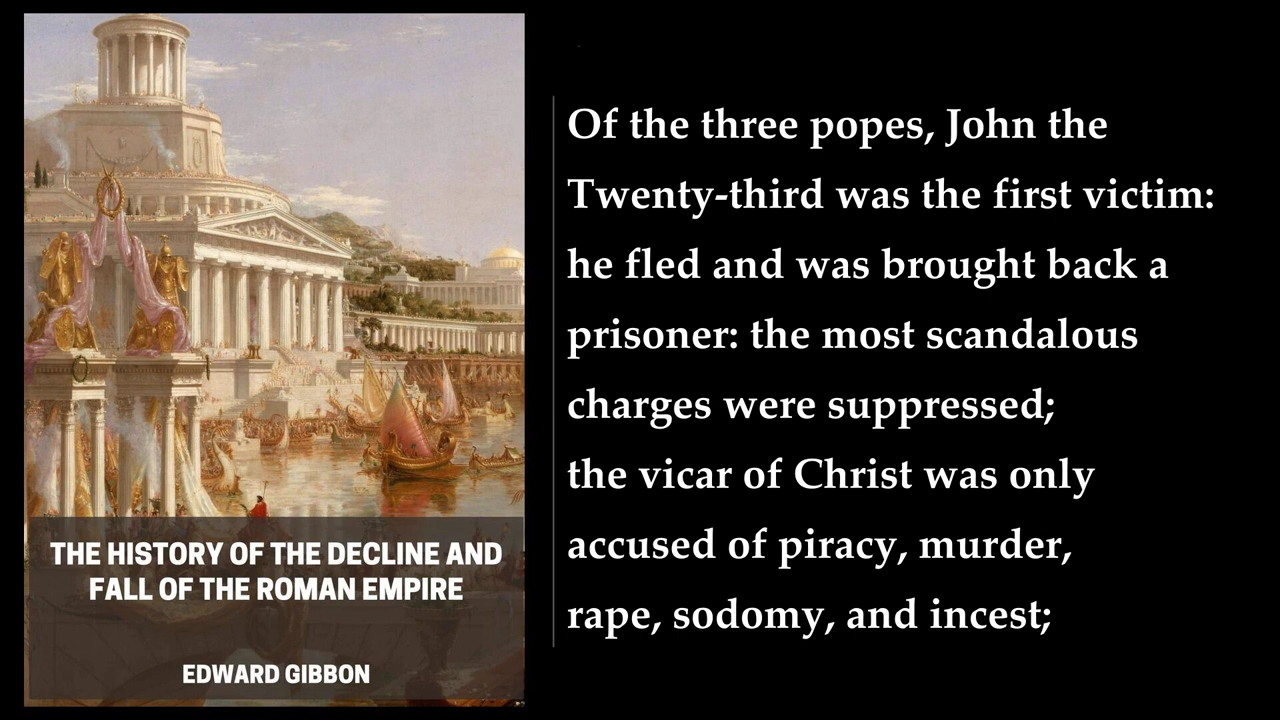 THE HISTORY OF THE DECLINE AND
FALL OF THE ROMAN EMPIRE
EDWARD GIBBON
Of the three popes, John the
Twenty-third was the first victim:
he fled and was brought back a
prisoner: the most scandalous
charges were suppressed;
the vicar of Christ was only
accused of piracy, murder,
rape, sodomy, and incest;